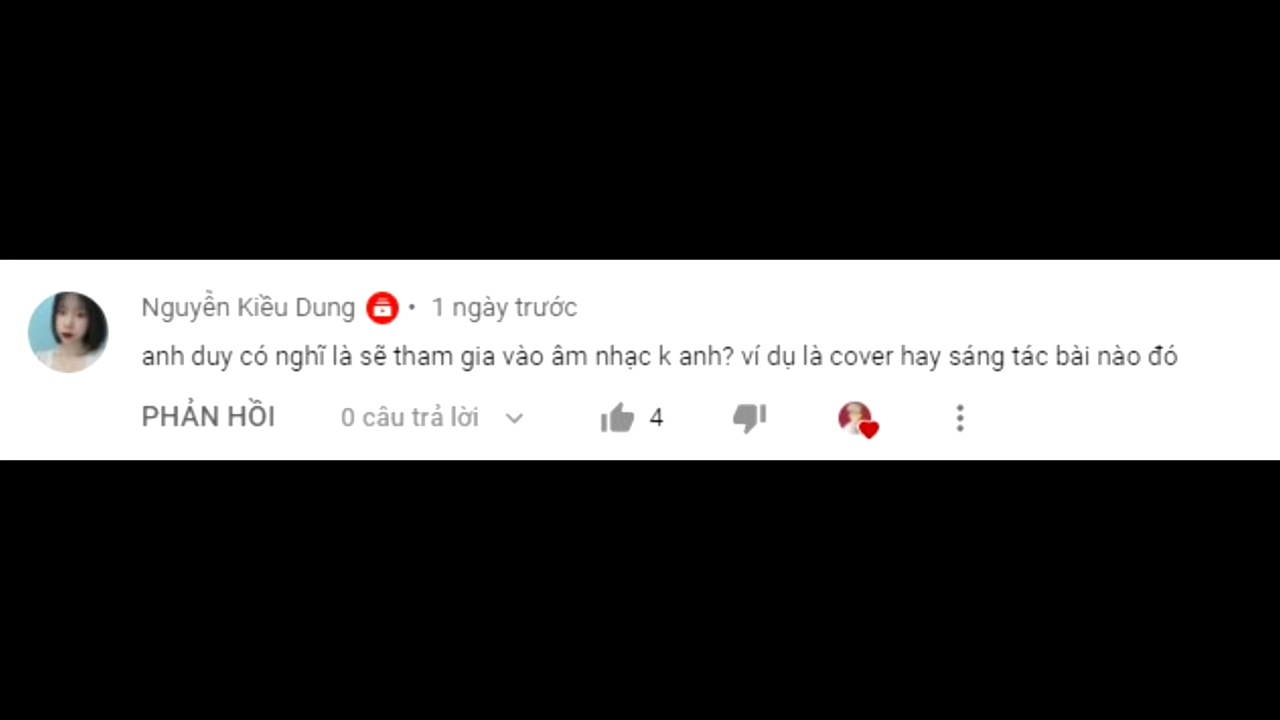 Nguyễn Kiều Dung • 1 ngày trước
anh duy có nghĩ là sẽ tham gia vào âm nhạc k anh? ví dụ là cover hay sáng tác bài nào đó
PHẢN HỒI 0 câu trả lời 4